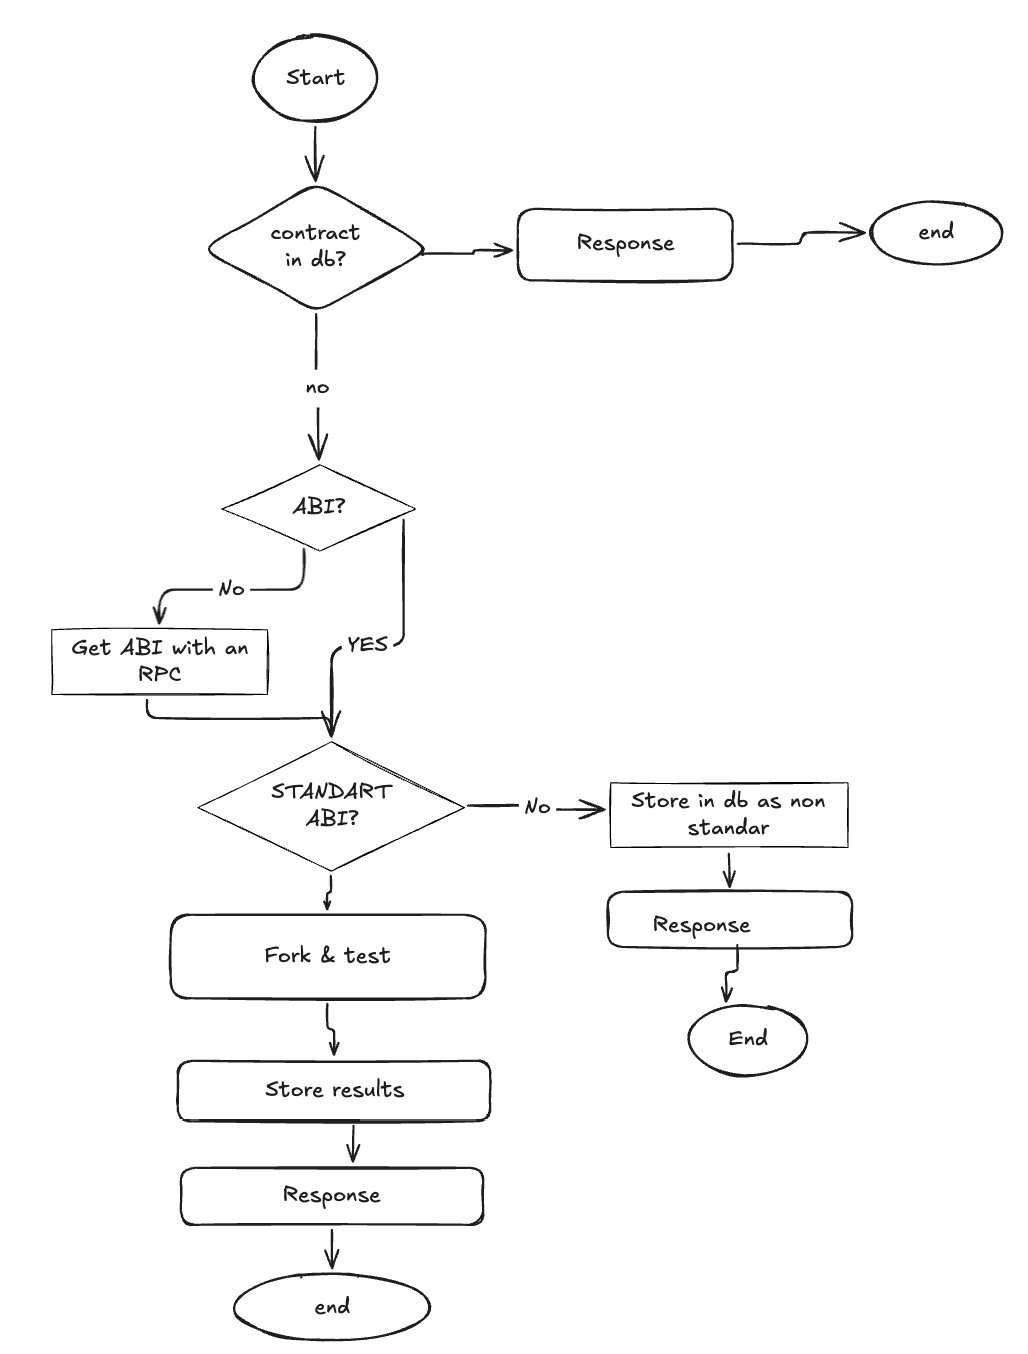 Start
contract
in db?
Response
end
no
ABI?
No
YES
Get ABI with an
RPC
STANDART
ABI?
No
Store in db as non
standar
Response
End
Fork & test
Store results
Response
end